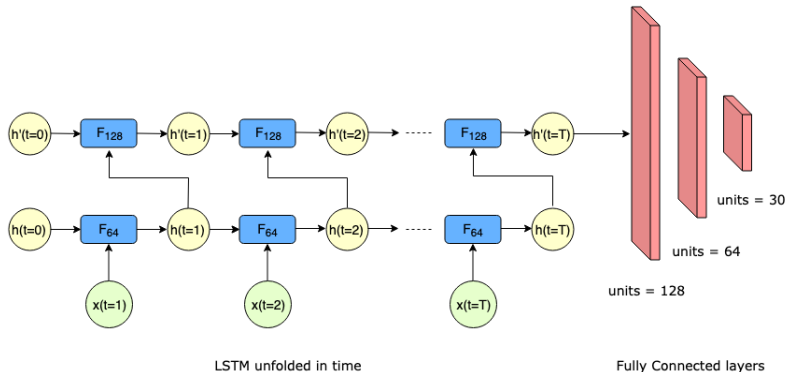 h'(t=0) F128 h'(t=1) F128 h'(t=2) F128 h'(t=T)
units = 30
h(t=0) F64 h(t=1) F64 h(t=2) F64 h(t=T)
units = 64
units = 128
x(t=1) x(t=2) x(t=T)
LSTM unfolded in time Fully Connected layers